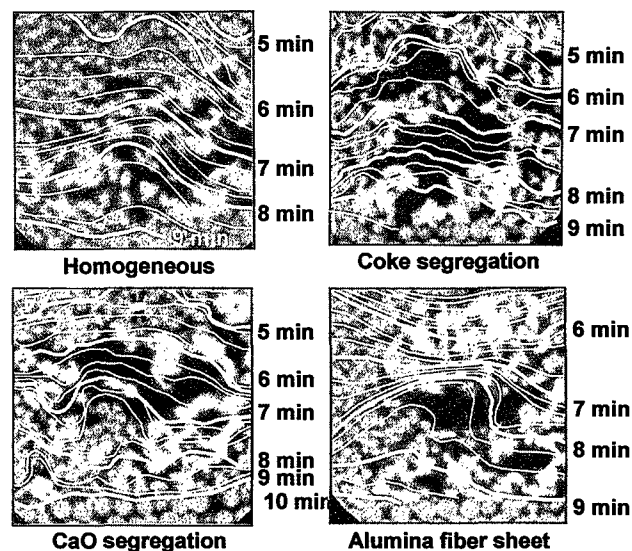 5 min
6 min
7 min
8 min
9 min
Homogeneous
5 min
6 min
7 min
8 min
9 min
Coke segregation
5 min
6 min
7 min
8 min
9 min
10 min
CaO segregation
6 min
7 min
8 min
9 min
Alumina fiber sheet